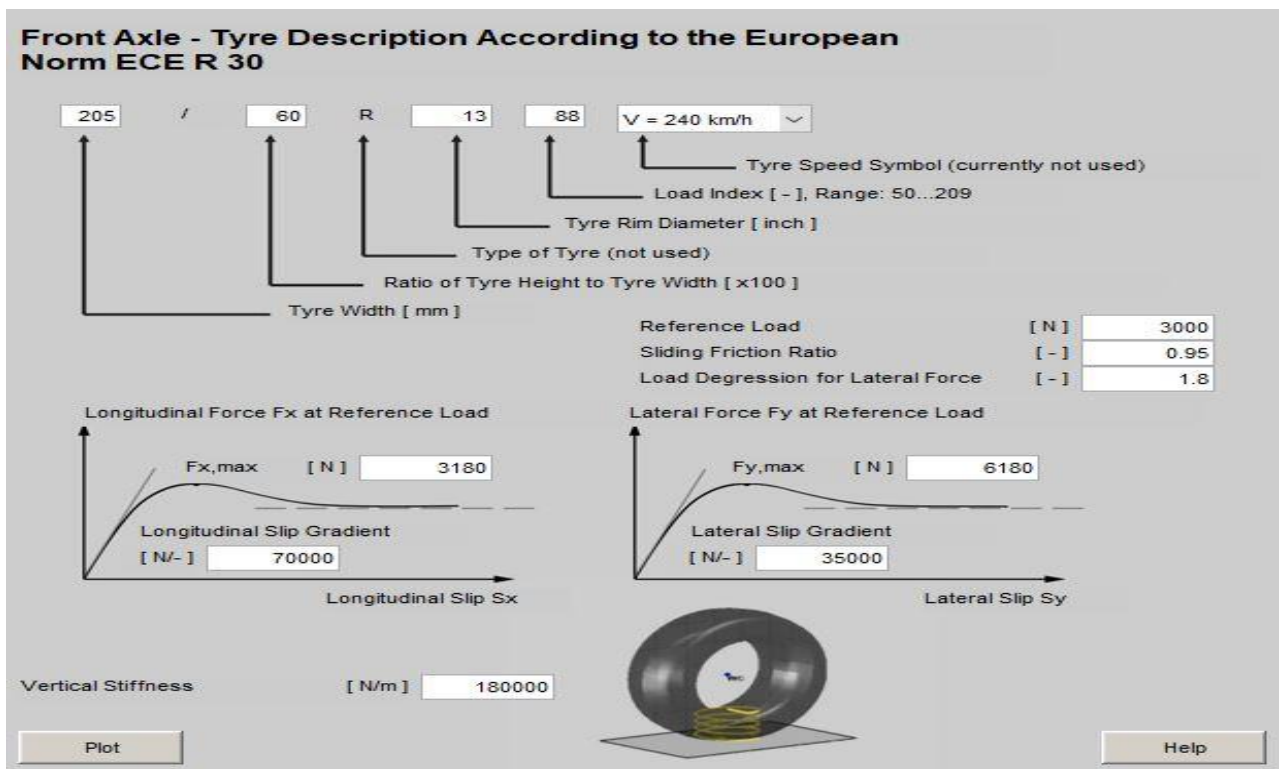 Front Axle - Tyre Description According to the European
Norm ECE R 30
205 / 60 R 13 88 V = 240 km/h
Tyre Speed Symbol (currently not used)
Load Index [ - ], Range: 50...209
Tyre Rim Diameter [ inch ]
Type of Tyre (not used)
Ratio of Tyre Height to Tyre Width [ x100 ]
Tyre Width [ mm ]
Reference Load [ N ] 3000
Sliding Friction Ratio [ - ] 0.95
Load Degression for Lateral Force [ - ] 1.8
Longitudinal Force Fx at Reference Load
Fx,max [ N ] 3180
Longitudinal Slip Gradient
[ N/- ] 70000
Longitudinal Slip Sx
Lateral Force Fy at Reference Load
Fy,max [ N ] 6180
Lateral Slip Gradient
[ N/- ] 35000
Lateral Slip Sy
Vertical Stiffness [ N/m ] 180000
Plot
Help